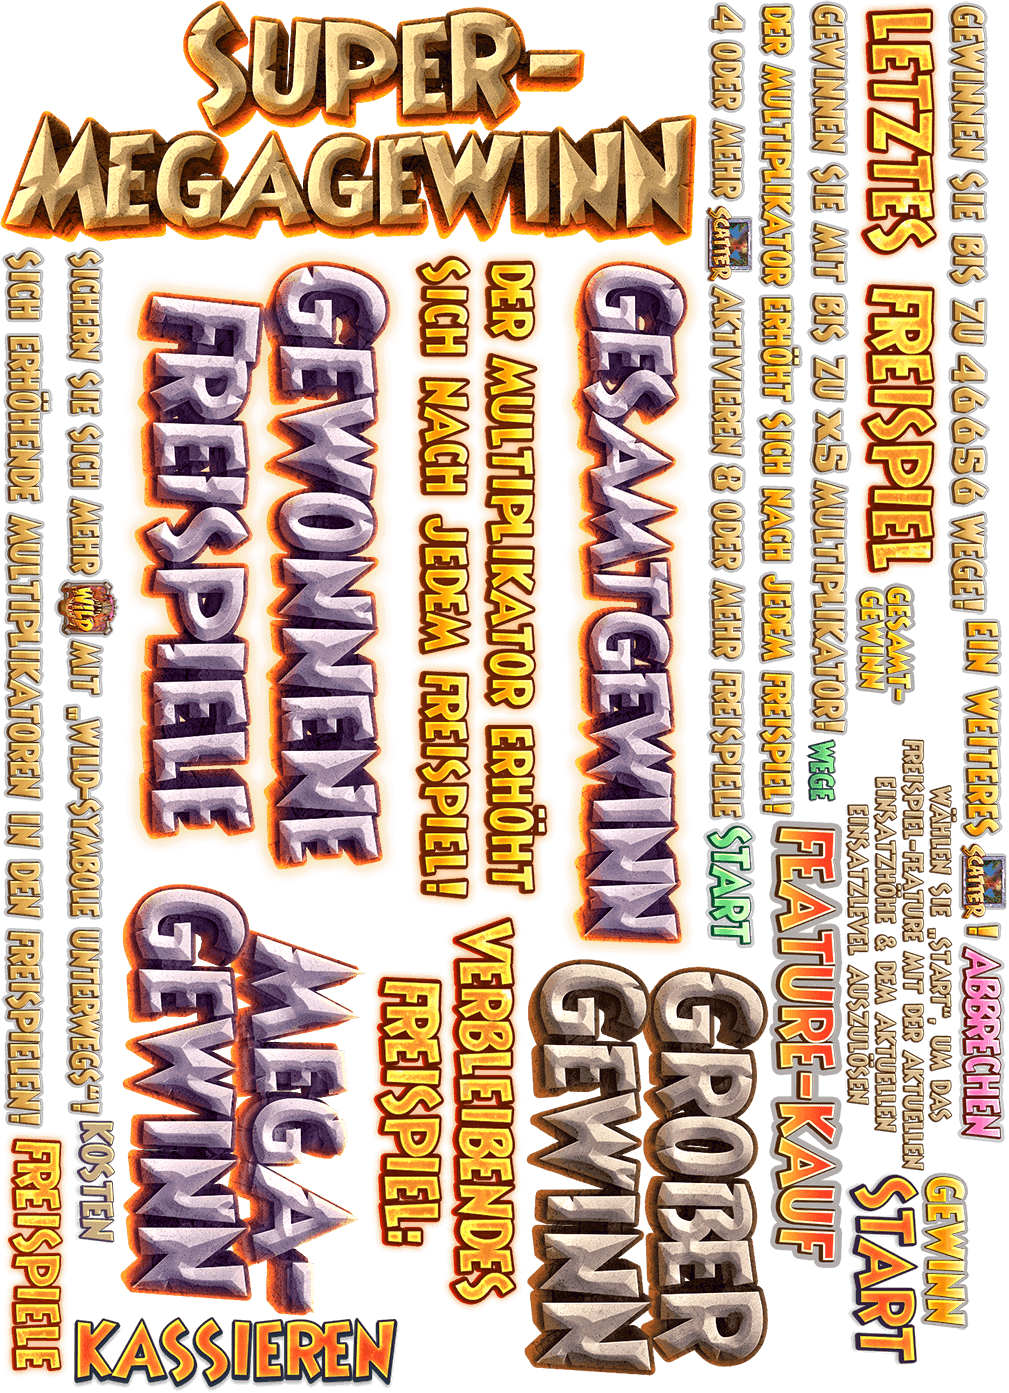 SUPER-
MEGAGEWINN
GEWINNEN SIE BIS ZU 46656 WEGE!
LETZTES FREISPIEL
GEWINNEN SIE MIT BIS ZU x5 MULTIPLIKATOR!
DER MULTIPLIKATOR ERHÖHT SICH NACH JEDEM FREISPIEL!
4 ODER MEHR SCATTER AKTIVIEREN 8 ODER MEHR FREISPIELE
GESAMTGEWINN
DER MULTIPLIKATOR ERHÖHT
SICH NACH JEDEM FREISPIEL!
GEWONNENE
FREISPIELE
SICHERN SIE SICH MEHR WILD MIT „WILD-SYMBOLE UNTERWEGS“!
SICH ERHÖHENDE MULTIPLIKATOREN IN DEN FREISPIELEN!
GESAMT-
GEWINN
EIN WEITERES SCATTER!
WEGE
START
FEATURE-KAUF
WÄHLEN SIE „START“, UM DAS
FREISPIEL-FEATURE MIT DER AKTUELLEN
EINSATZHÖHE & DEM AKTUELLEN
EINSATZLEVEL AUSZULÖSEN
ABBRECHEN
MEGA-
GEWINN
VERBLEIBENDES
FREISPIEL:
GROßER
GEWINN
KOSTEN
FREISPIELE
GEWINN
START
KASSIEREN